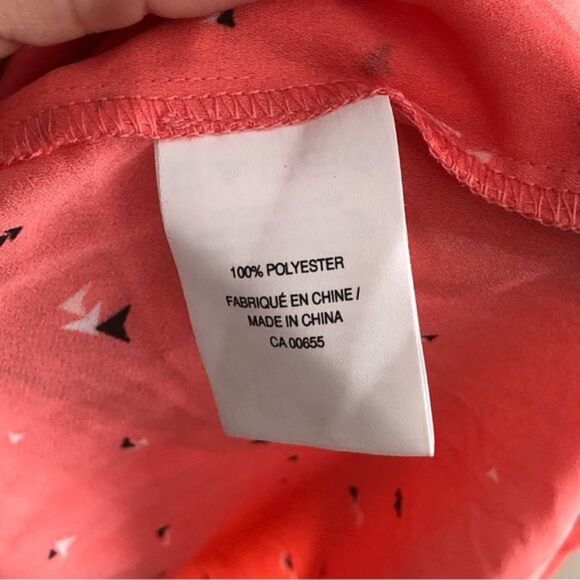 100% POLYESTER
FABRIQUÉ EN CHINE /
MADE IN CHINA
CA 00655